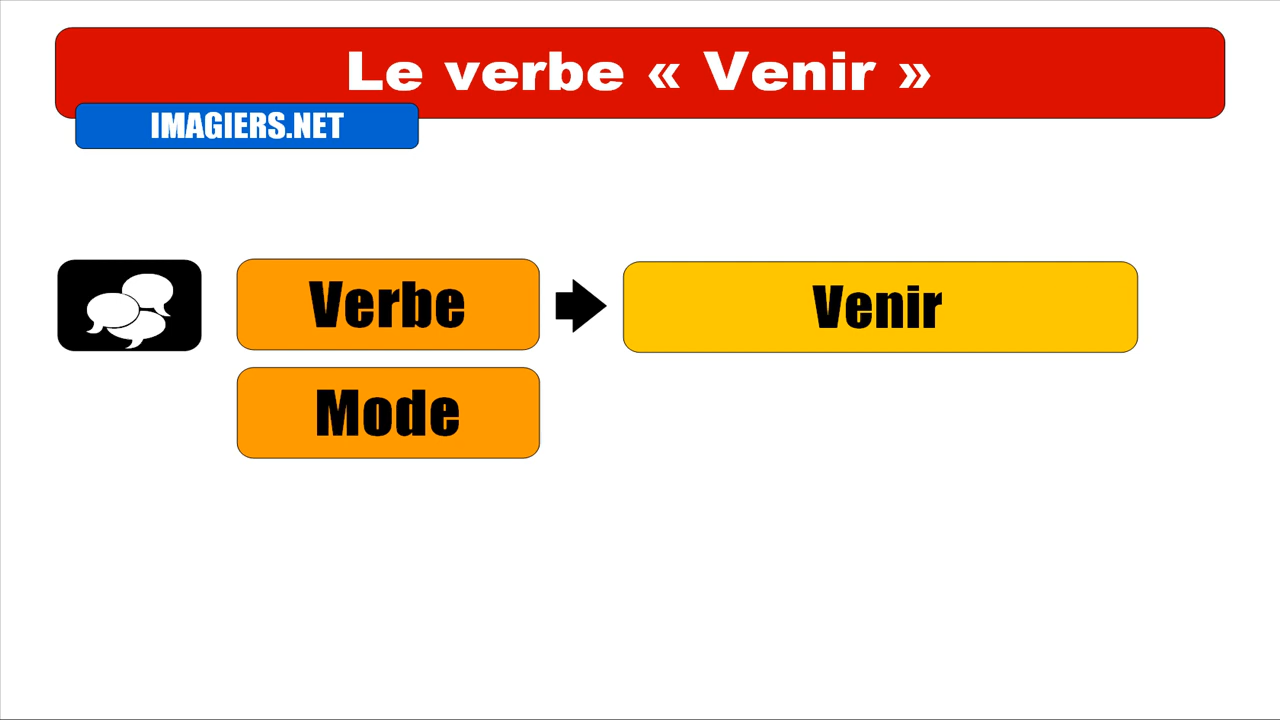 Le verbe « Venir »
IMAGIERS.NET
Verbe
Venir
Mode